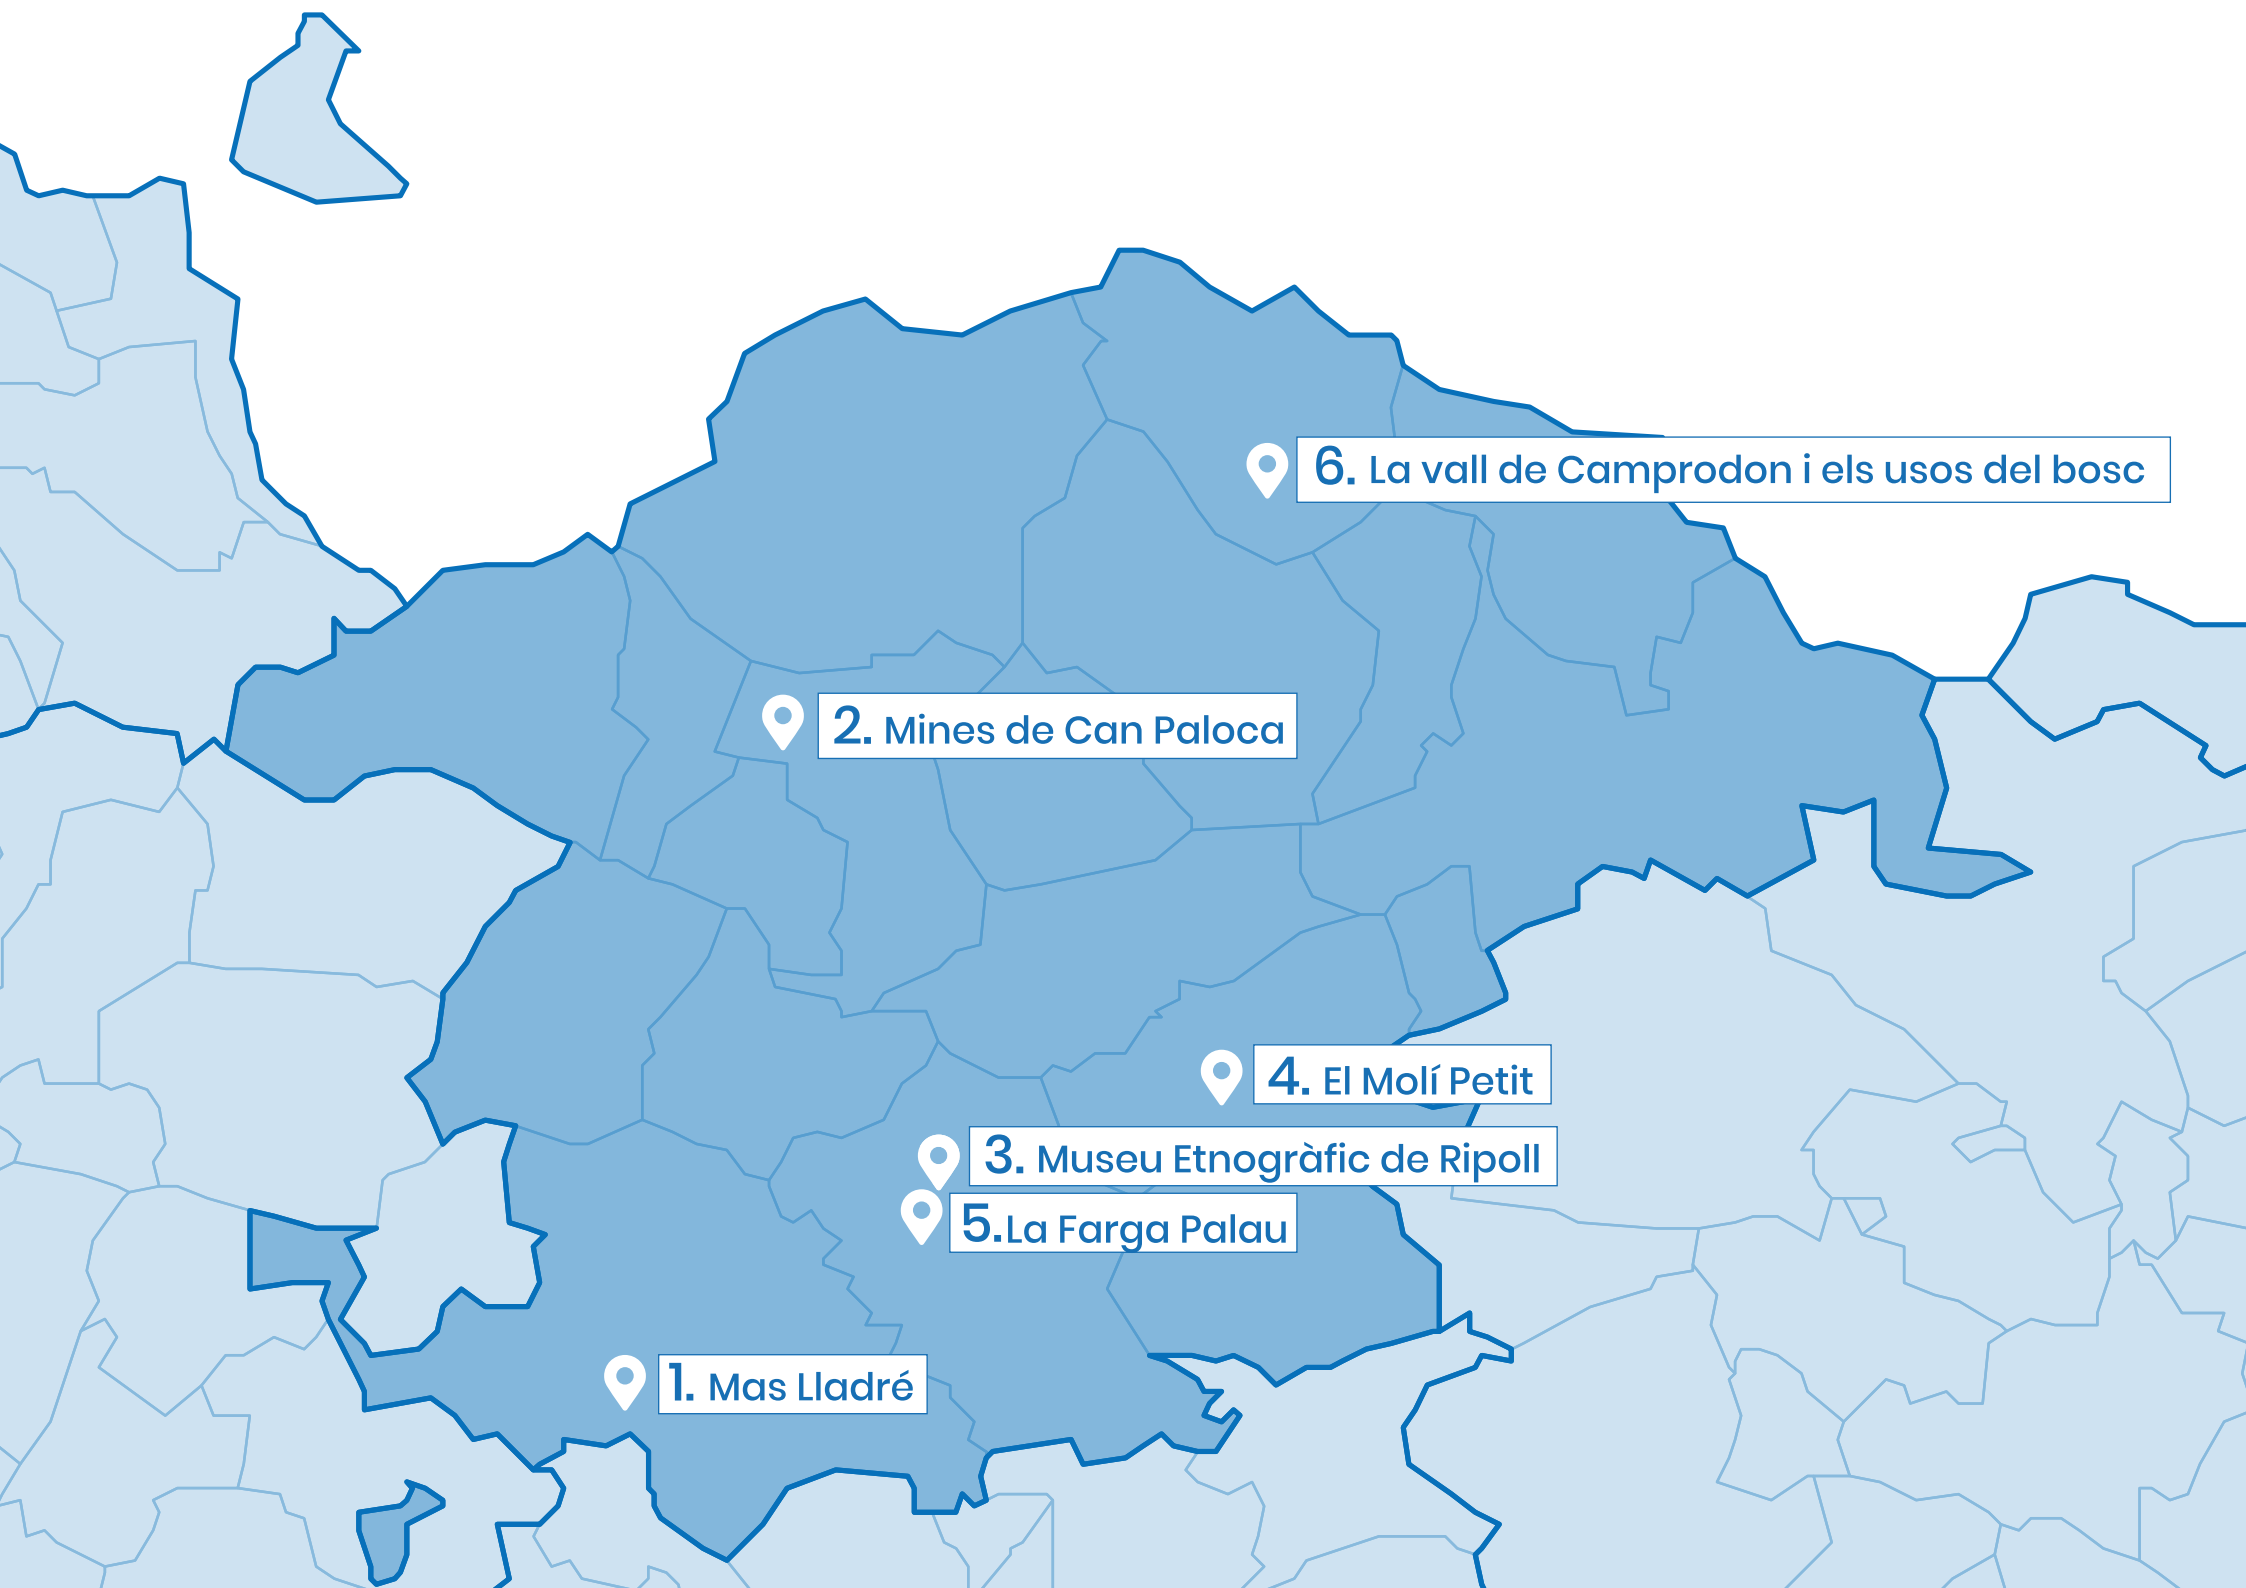 6. La vall de Camprodon i els usos del bosc
2. Mines de Can Paloca
4. El Molí Petit
3. Museu Etnogràfic de Ripoll
5.La Farga Palau
1. Mas Lladré